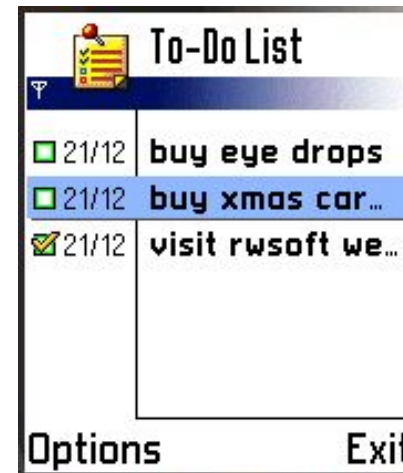 To-Do List
21/12 buy eye drops
21/12 buy xmas car...
21/12 visit rwsoft we...
Options Exit